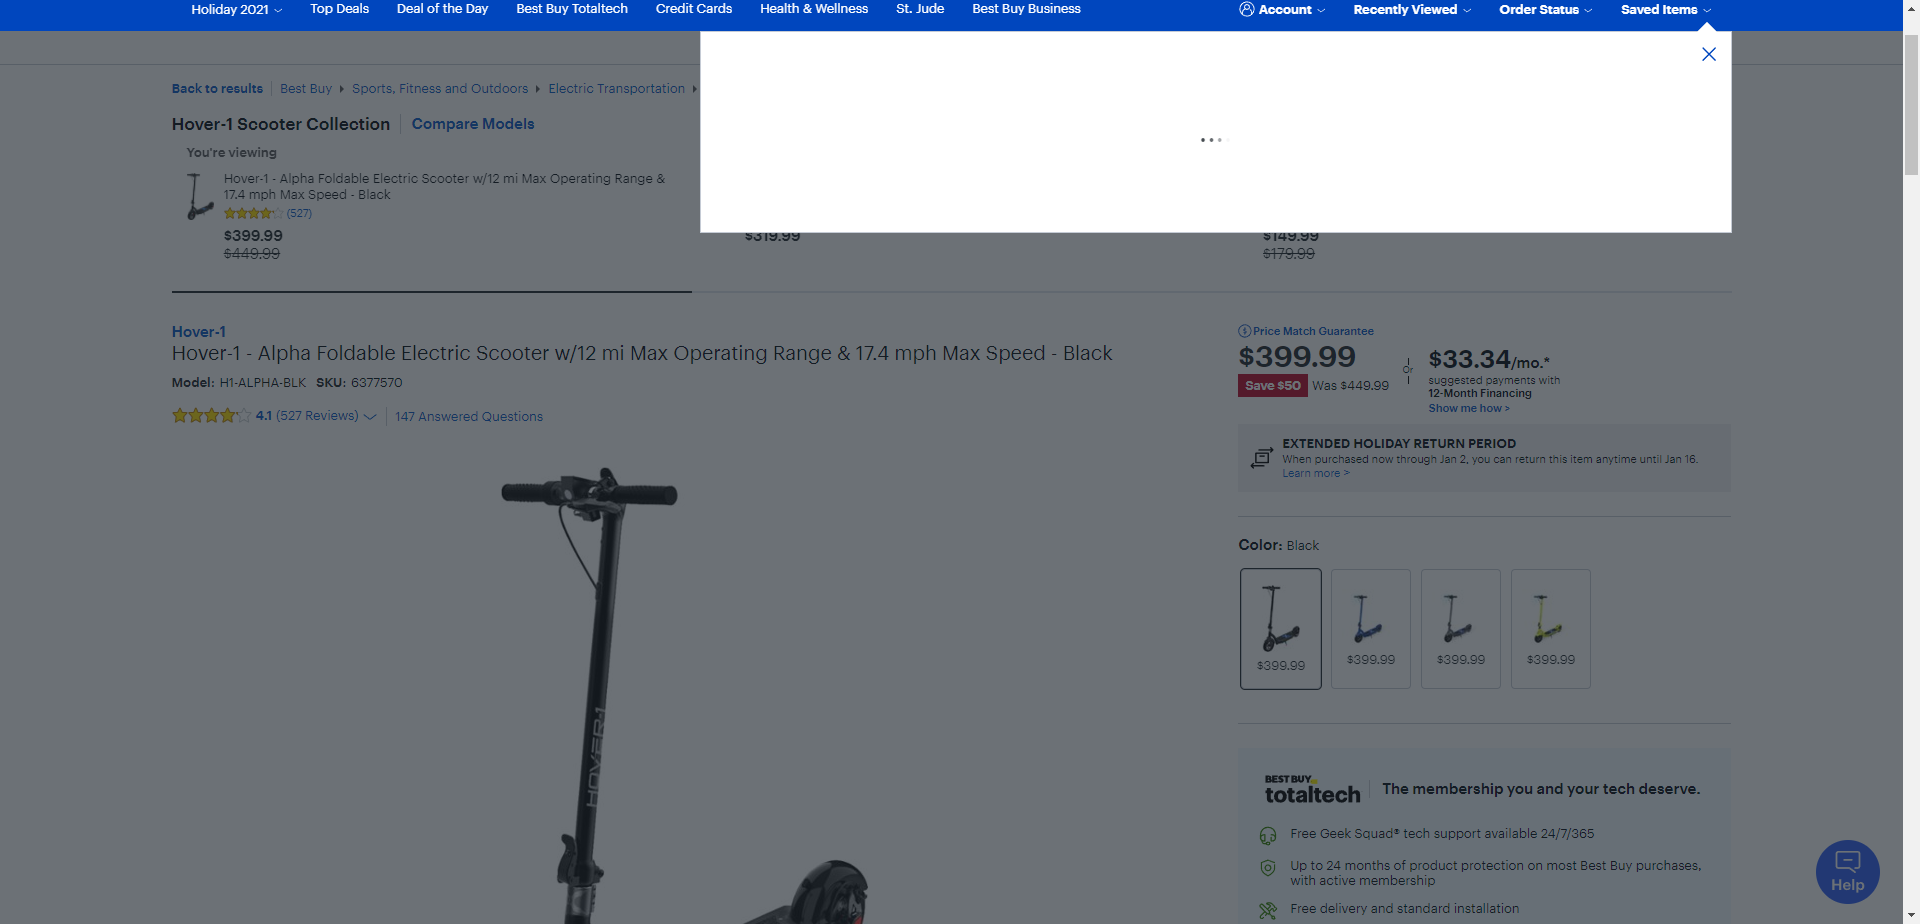 Holiday 2021 Top Deals Deal of the Day Best Buy Totaltech Credit Cards Health & Wellness St. Jude Best Buy Business Account Recently Viewed Order Status Saved Items
Back to results Best Buy Sports, Fitness and Outdoors Electric Transportation
Hover-1 Scooter Collection Compare Models
You're viewing
Hover-1 - Alpha Foldable Electric Scooter w/12 mi Max Operating Range &
17.4 mph Max Speed - Black
(527)
$399.99 $319.99 $149.99
$449.99 $179.99
Hover-1
Hover-1 - Alpha Foldable Electric Scooter w/12 mi Max Operating Range & 17.4 mph Max Speed - Black
Model: H1-ALPHA-BLK SKU: 6377570
4.1 (527 Reviews) 147 Answered Questions
HOVER-1
Price Match Guarantee
$399.99
Save $50 Was $449.99
Or
$33.34/mo.*
suggested payments with
12-Month Financing
Show me how >
EXTENDED HOLIDAY RETURN PERIOD
When purchased now through Jan 2, you can return this item anytime until Jan 16.
Learn more >
Color: Black
$399.99 $399.99 $399.99 $399.99
BEST BUY
totaltech The membership you and your tech deserve.
Free Geek Squad® tech support available 24/7/365
Up to 24 months of product protection on most Best Buy purchases,
with active membership
Free delivery and standard installation
Help